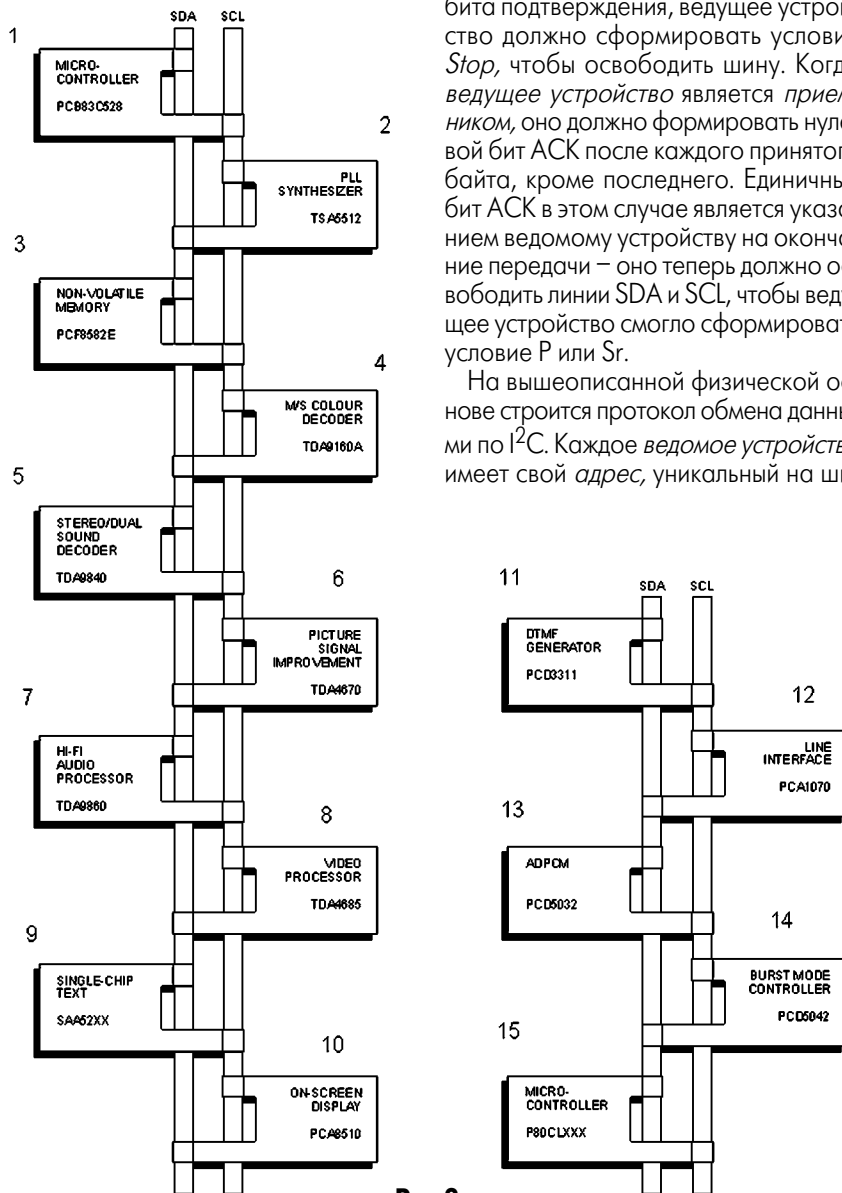 SDA SCL
1
MICRO-
CONTROLLER
PCB83C528
2
PLL
SYNTHESIZER
TSA5512
3
NON-VOLATILE
MEMORY
PCF8582E
4
M/S COLOUR
DECODER
TDA9160A
5
STEREO/DUAL
SOUND
DECODER
TDA9840
6
PICTURE
SIGNAL
IMPROVEMENT
TDA4670
7
HI-FI
AUDIO
PROCESSOR
TDA9860
8
VIDEO
PROCESSOR
TDA4685
9
SINGLE-CHIP
TEXT
SAA52XX
10
ON-SCREEN
DISPLAY
PCA8510
бита подтверждения, ведущее устрой
ство должно сформировать услови
Stop, чтобы освободить шину. Когд
ведущее устройство является прием
ником, оно должно формировать нуле
вой бит ACK после каждого принятог
байта, кроме последнего. Единичны
бит ACK в этом случае является указа
нием ведомому устройству на оконча
ние передачи – оно теперь должно ос
вободить линии SDA и SCL, чтобы веду
щее устройство смогло сформироват
условие P или Sr.
На вышеописанной физической ос
нове строится протокол обмена данны
ми по I²C. Каждое ведомое устройств
имеет свой адрес, уникальный на ши
SDA SCL
11
DTMF
GENERATOR
PCD3311
12
LINE
INTERFACE
PCA1070
13
ADPCM
PCD5032
14
BURST MODE
CONTROLLER
PCD5042
15
MICRO-
CONTROLLER
P80CLXXX